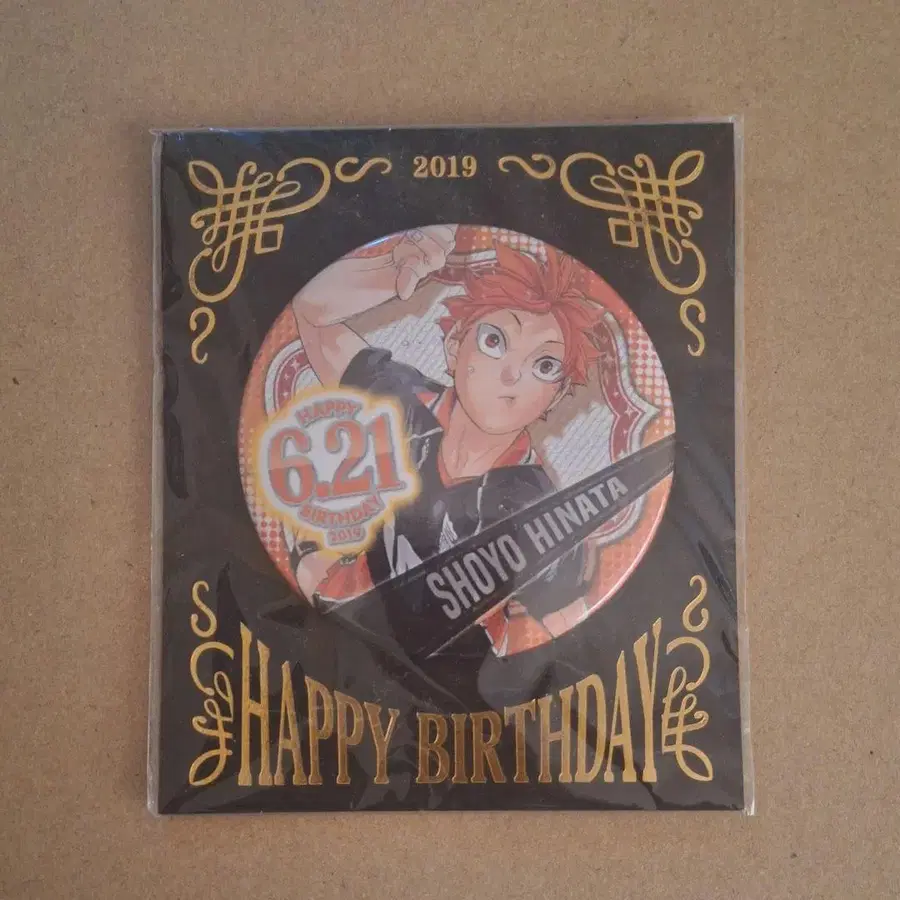 2019
HAPPY
6.21
BIRTHDAY
2019
SHOYO HINATA
HAPPY BIRTHDAY